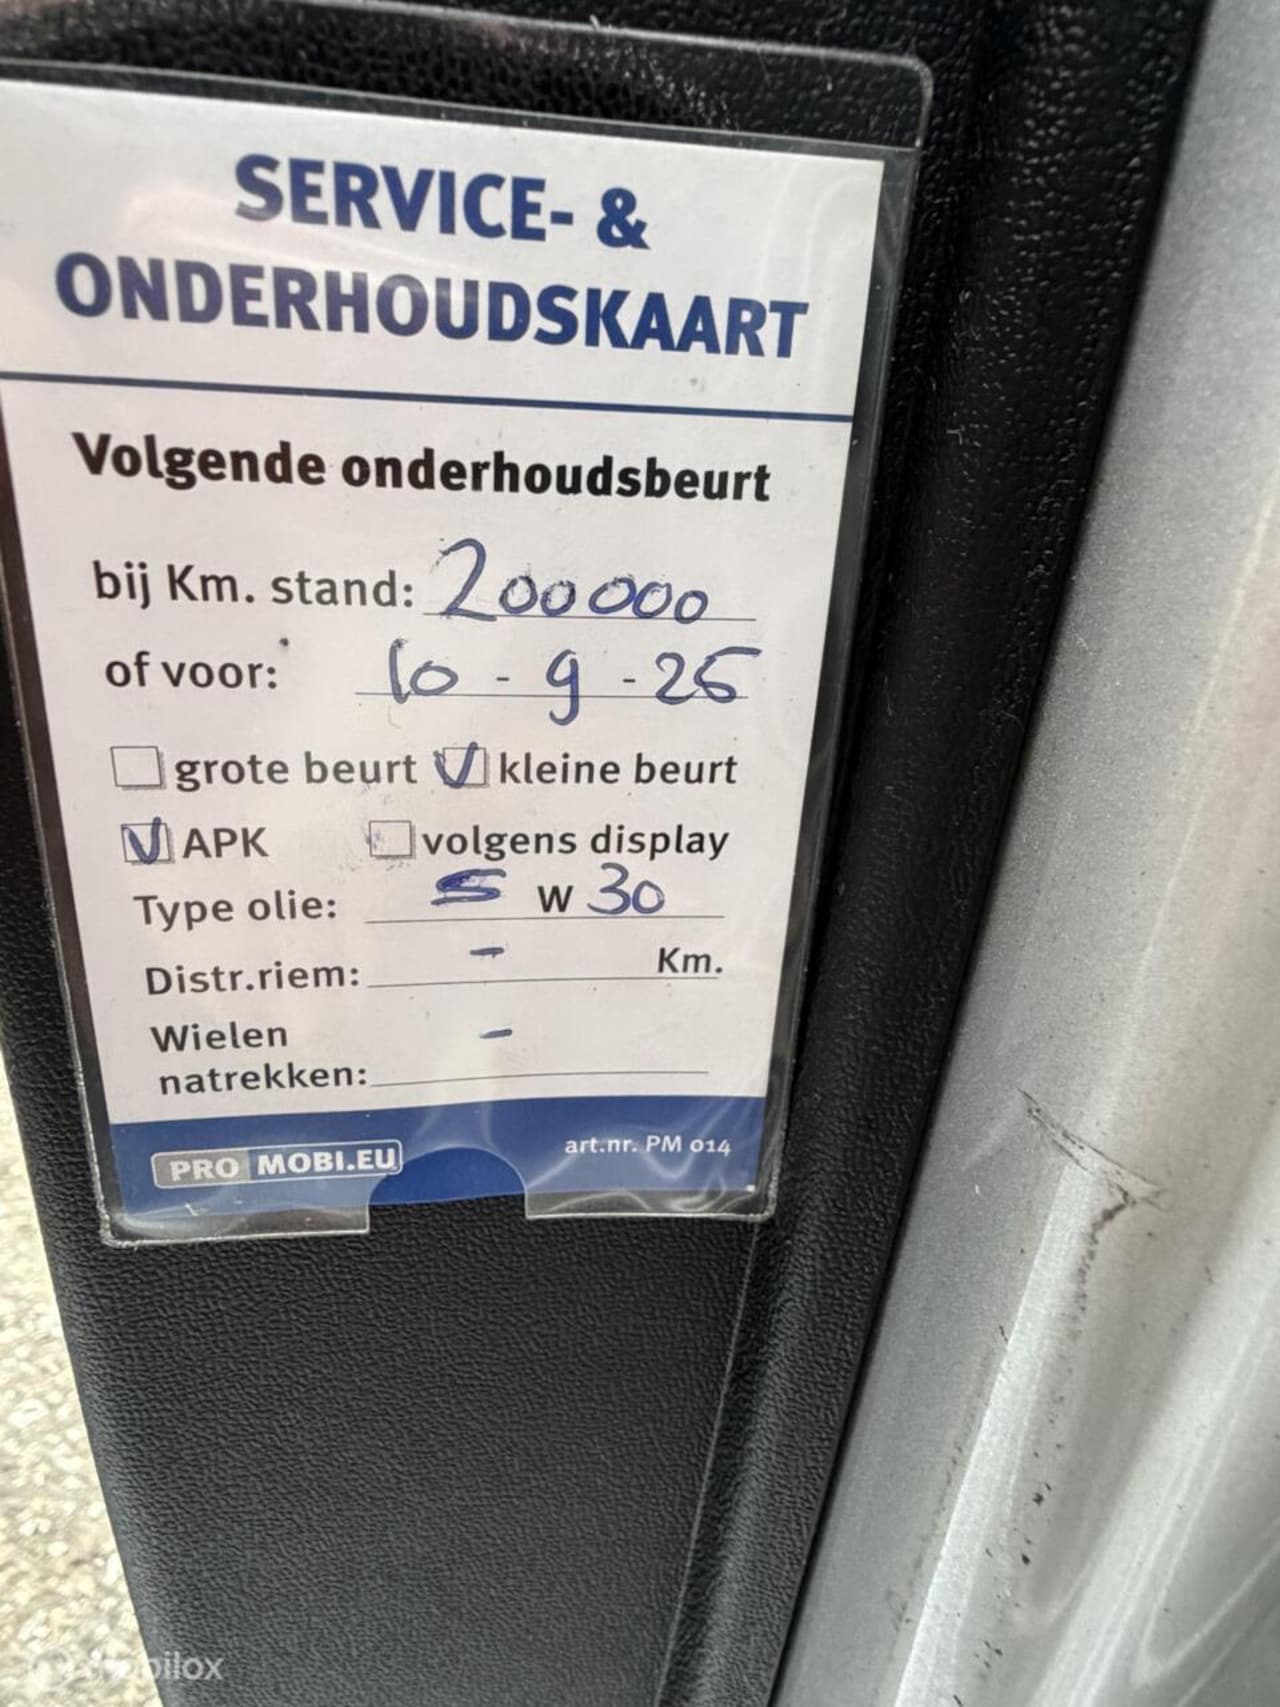 SERVICE- &
ONDERHOUDSKAART
Volgende onderhoudsbeurt
bij Km. stand: 200000
of voor: 10 - 9 - 25
grote beurt V kleine beurt
V APK volgens display
Type olie: 5 W 30
Distr.riem: - Km.
Wielen -
natrekken:
PRO MOBI.EU art.nr. PM 014